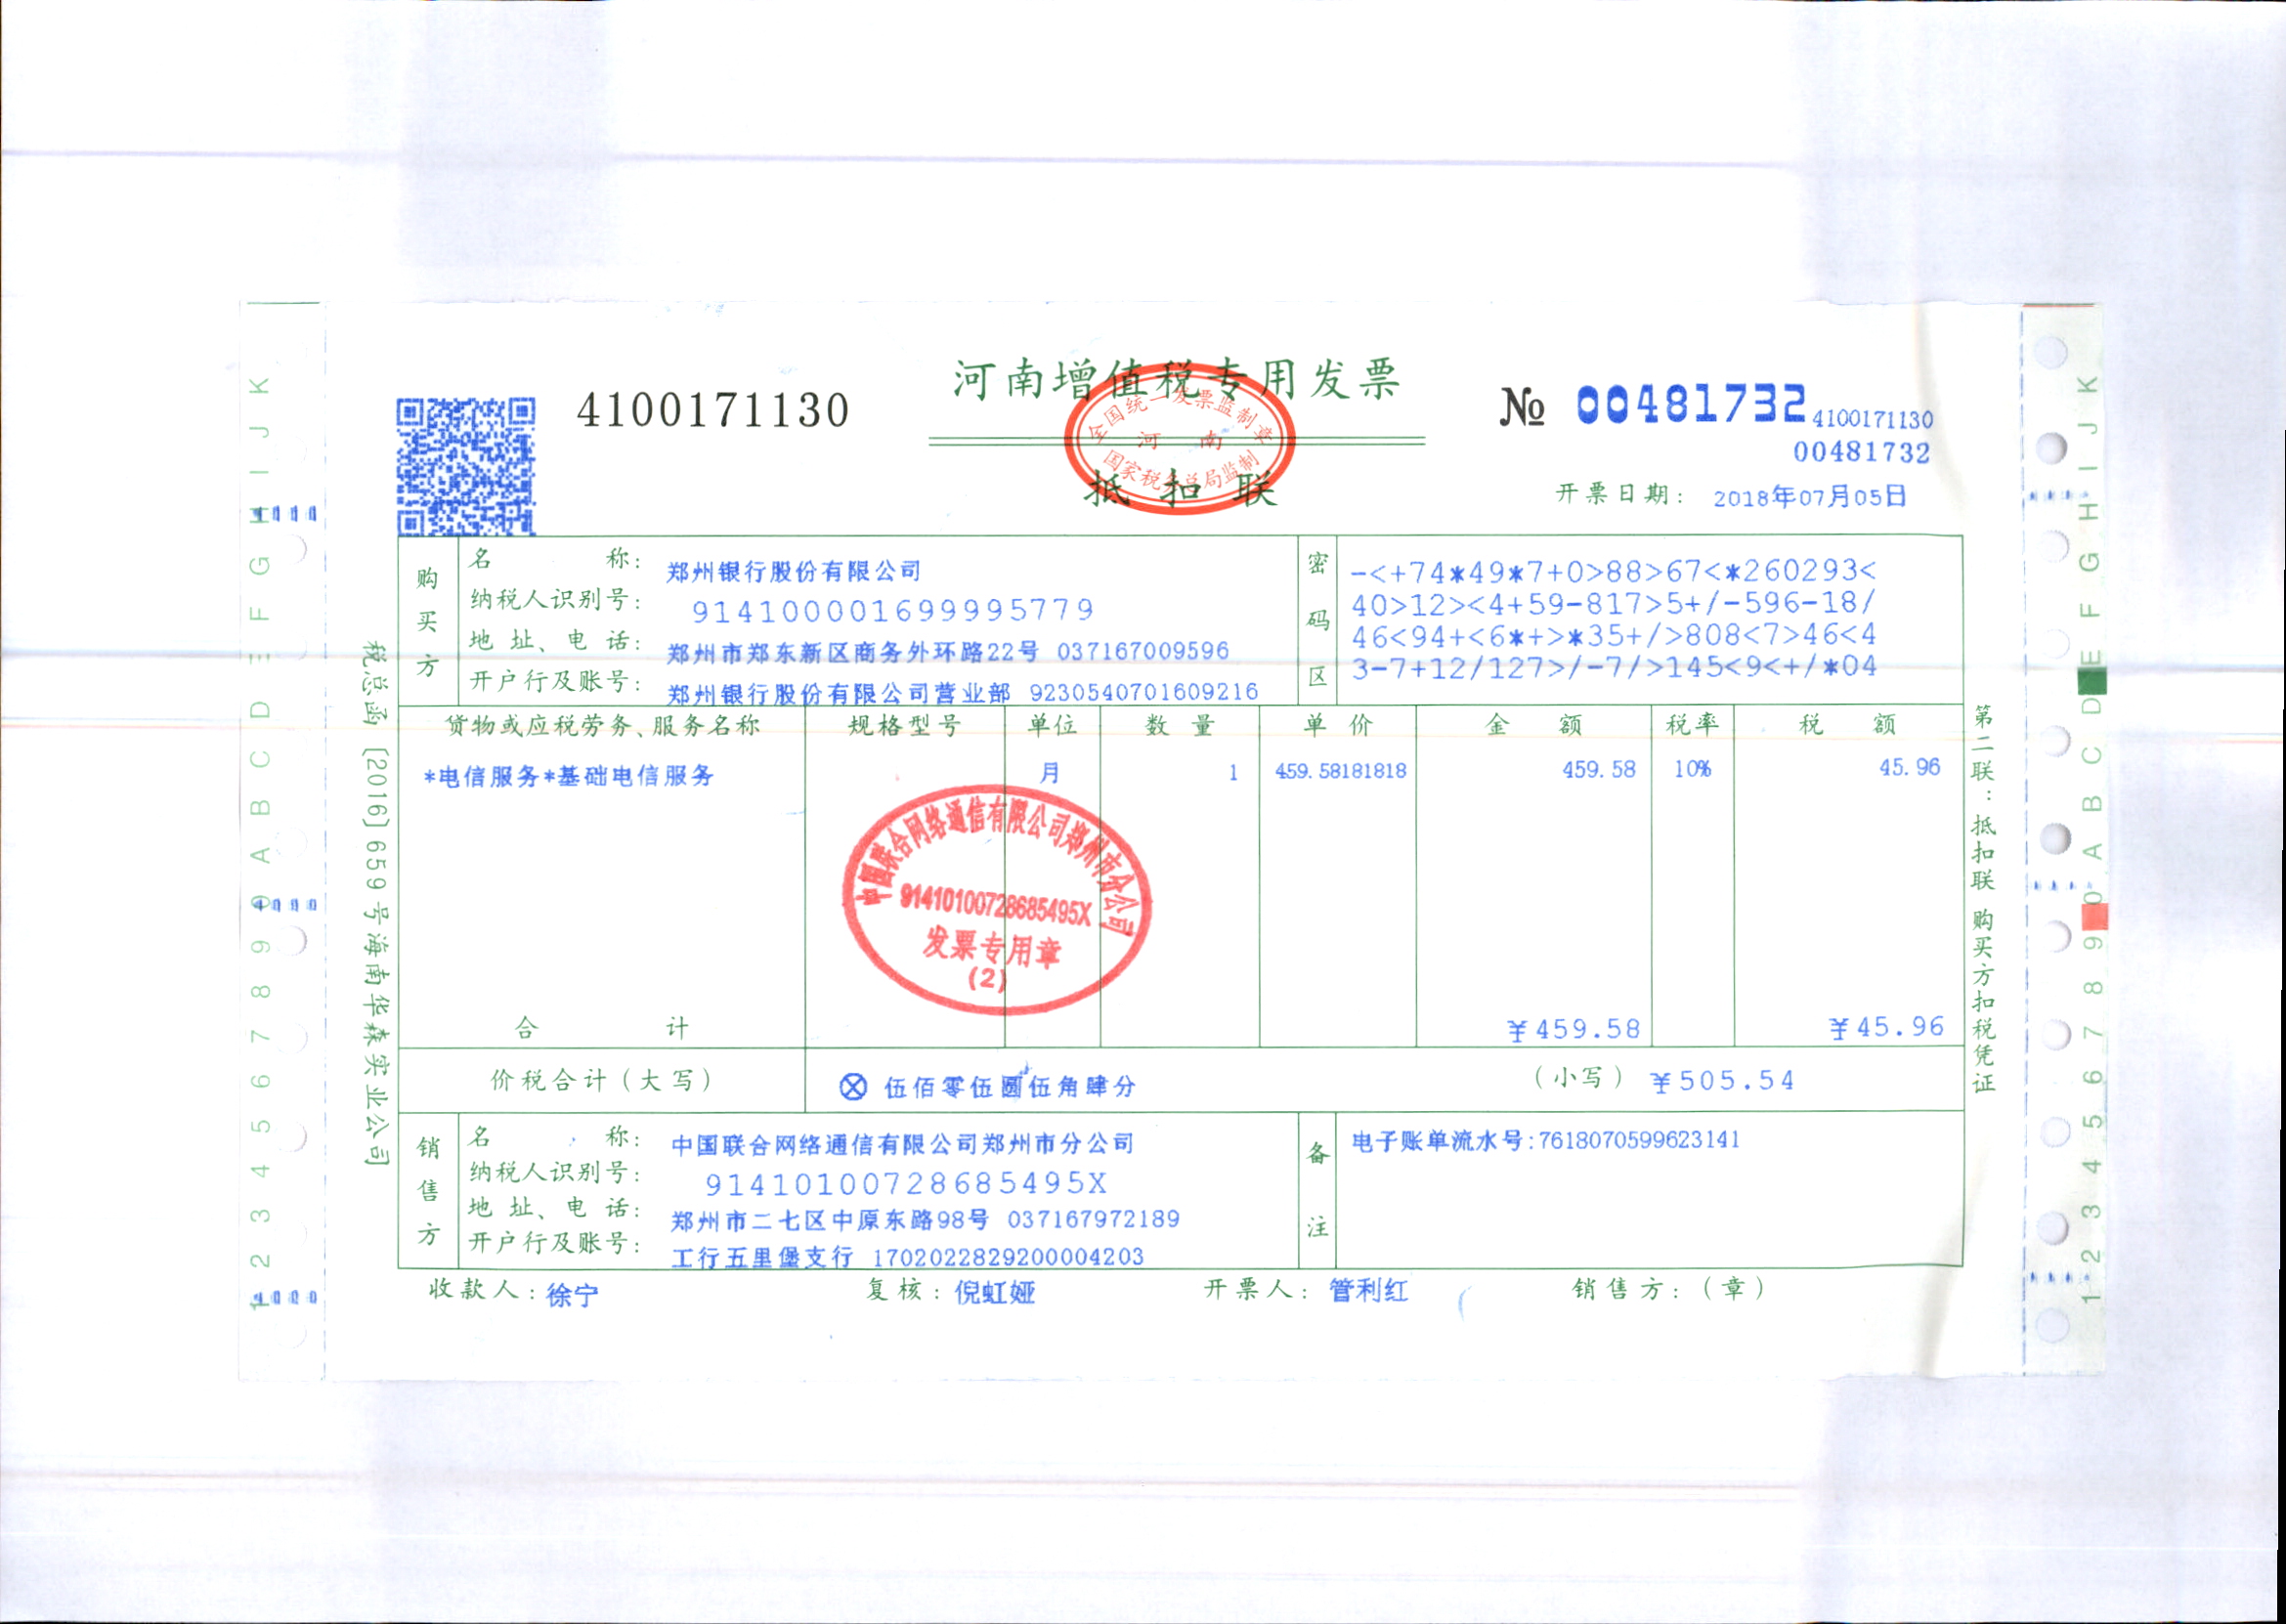 河南增值税专用发票
4100171130
№ 00481732
4100171130
00481732
全国统一发票监制章
河 南
国家税务总局监制
抵扣联
开票日期: 2018年07月05日
购买方
名 称: 郑州银行股份有限公司
纳税人识别号: 914100001699995779
地 址、电 话: 郑州市郑东新区商务外环路22号 037167009596
开户行及账号: 郑州银行股份有限公司营业部 9230540701609216
密码区
-<+74*49*7+0>88>67<*260293<
40>12><4+59-817>5+/-596-18/
46<94+<6*+>*35+/>808<7>46<4
3-7+12/127>/-7/>145<9<+/*04
货物或应税劳务、服务名称 规格型号 单位 数 量 单 价 金 额 税率 税 额
*电信服务*基础电信服务 月 1 459.58181818 459.58 10% 45.96
中国联合网络通信有限公司郑州市分公司
91410100728685495X
发票专用章
(2)
合 计 ¥459.58 ¥45.96
价税合计(大写) ⊗ 伍佰零伍圆伍角肆分 (小写) ¥505.54
销售方
名 称: 中国联合网络通信有限公司郑州市分公司
纳税人识别号: 91410100728685495X
地 址、电 话: 郑州市二七区中原东路98号 037167972189
开户行及账号: 工行五里堡支行 1702022829200004203
备注
电子账单流水号:7618070599623141
收款人: 徐宁 复核: 倪虹娅 开票人: 管利红 销售方:(章)
税总函〔2016〕659号海南华森实业公司
第二联:抵扣联 购买方扣税凭证
1 2 3 4 5 6 7 8 9 0 A B C D E F G H I J K
1 2 3 4 5 6 7 8 9 0 A B C D E F G H I J K